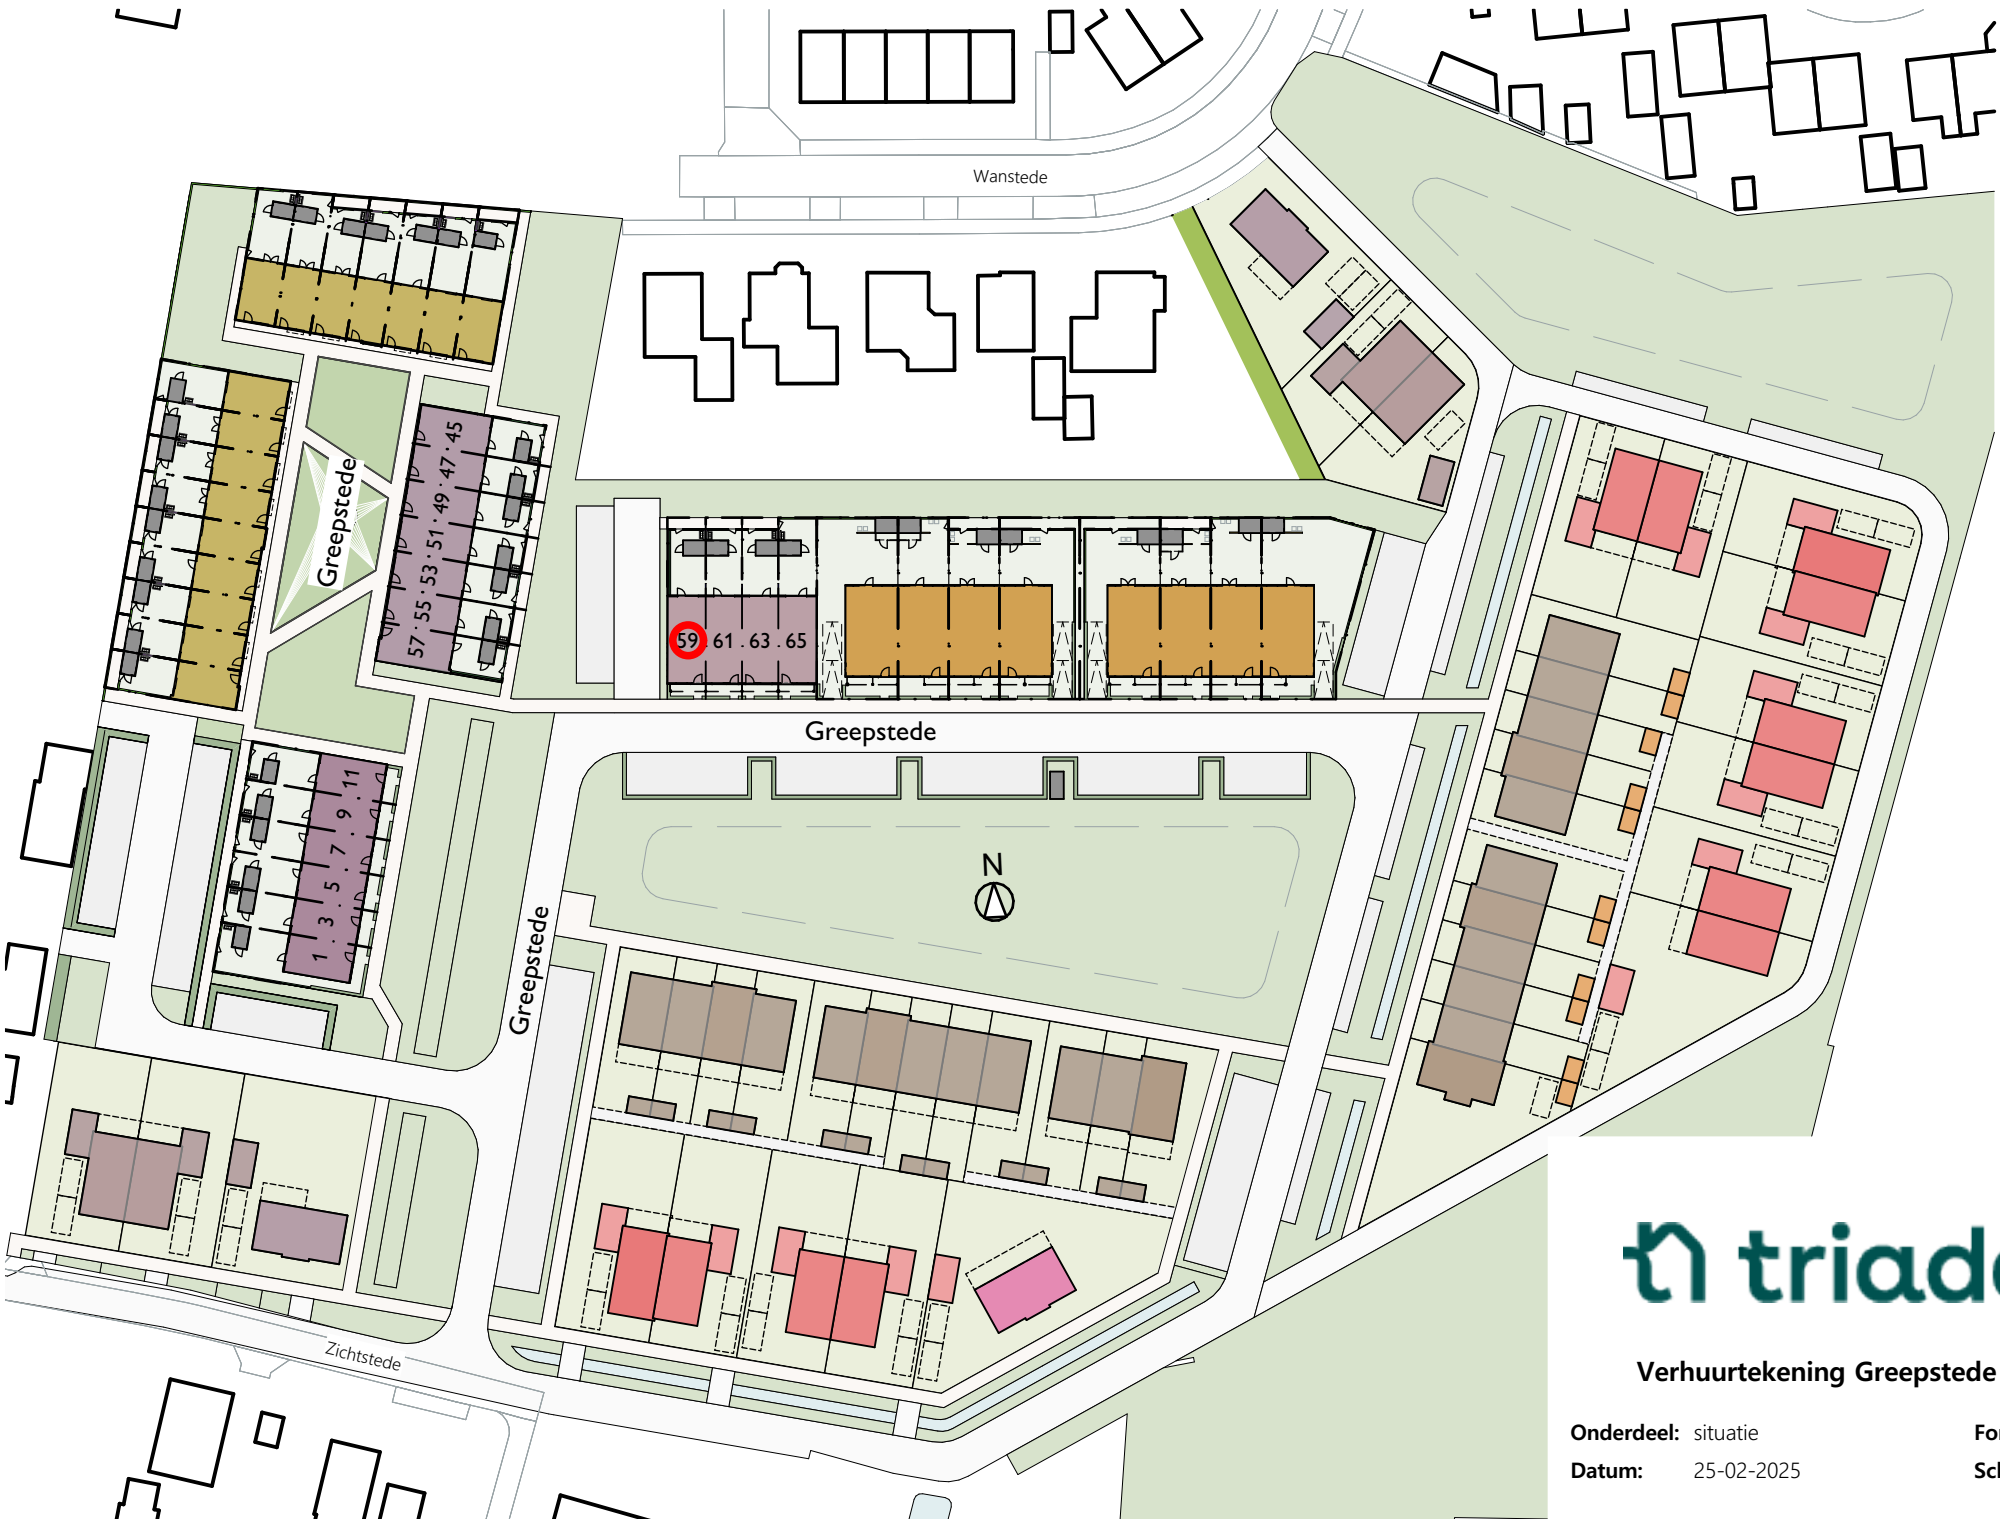 Wanstede
Greepstede
57 . 55 . 53 . 51 . 49 . 47 . 45
59 . 61 . 63 . 65
Greepstede
1 . 3 . 5 . 7 . 9 . 11
N
Greepstede
Zichtstede
triad
Verhuurtekening Greepstede
Onderdeel: situatie
Datum: 25-02-2025